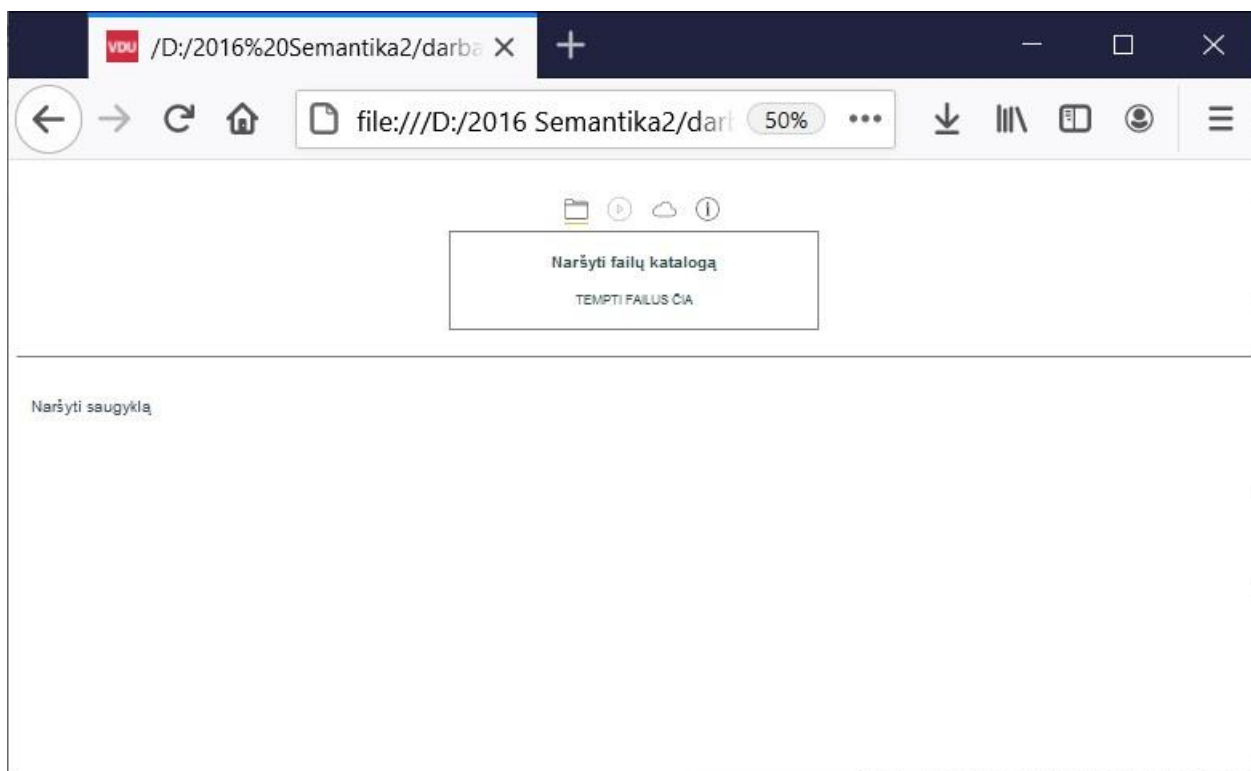 VDU /D:/2016%20Semantika2/darba
file:///D:/2016 Semantika2/dar 50%
Naršyti failų katalogą
TEMPTI FAILUS ČIA
Naršyti saugyklą